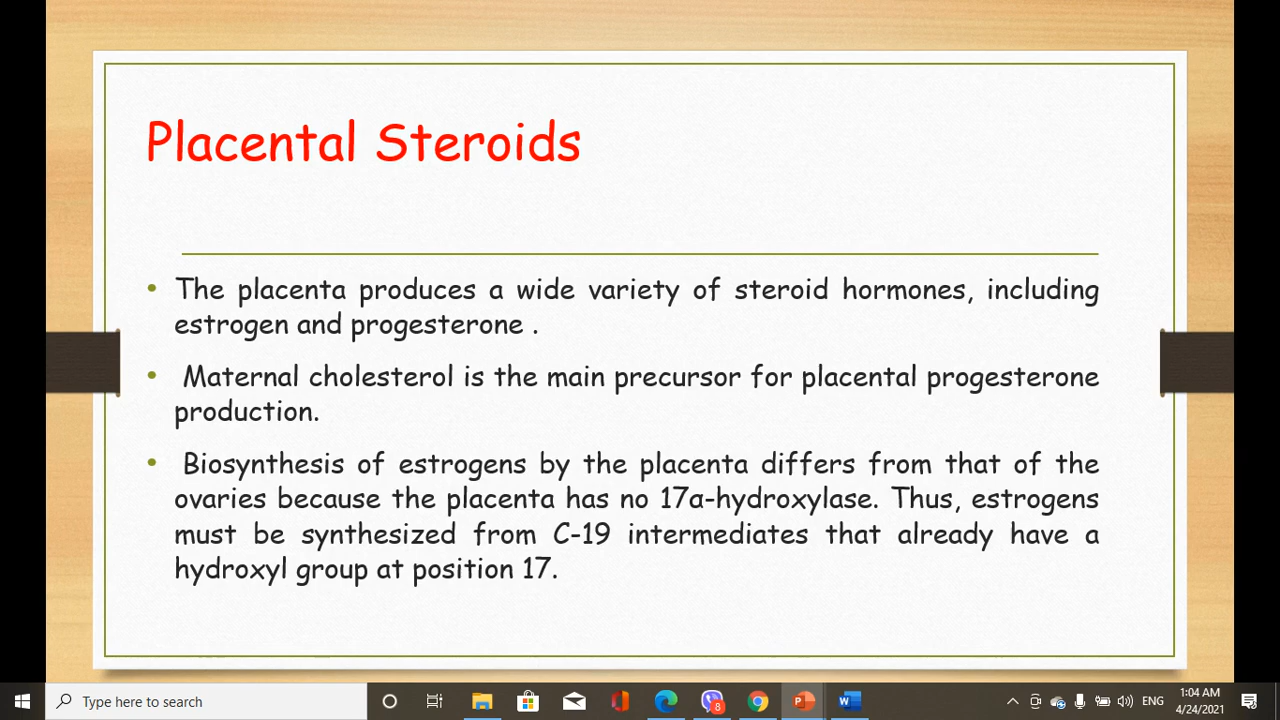 Placental Steroids
• The placenta produces a wide variety of steroid hormones, including
estrogen and progesterone .
• Maternal cholesterol is the main precursor for placental progesterone
production.
• Biosynthesis of estrogens by the placenta differs from that of the
ovaries because the placenta has no 17α-hydroxylase. Thus, estrogens
must be synthesized from C-19 intermediates that already have a
hydroxyl group at position 17.
Type here to search
8
ENG
1:04 AM
4/24/2021